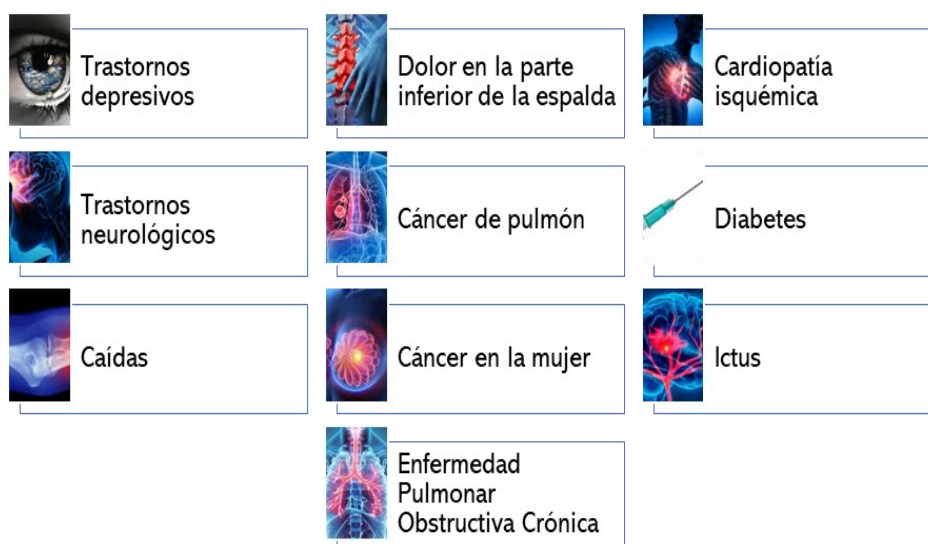 Trastornos
depresivos
Dolor en la parte
inferior de la espalda
Cardiopatía
isquémica
Trastornos
neurológicos
Cáncer de pulmón
Diabetes
Caídas
Cáncer en la mujer
Ictus
Enfermedad
Pulmonar
Obstructiva Crónica